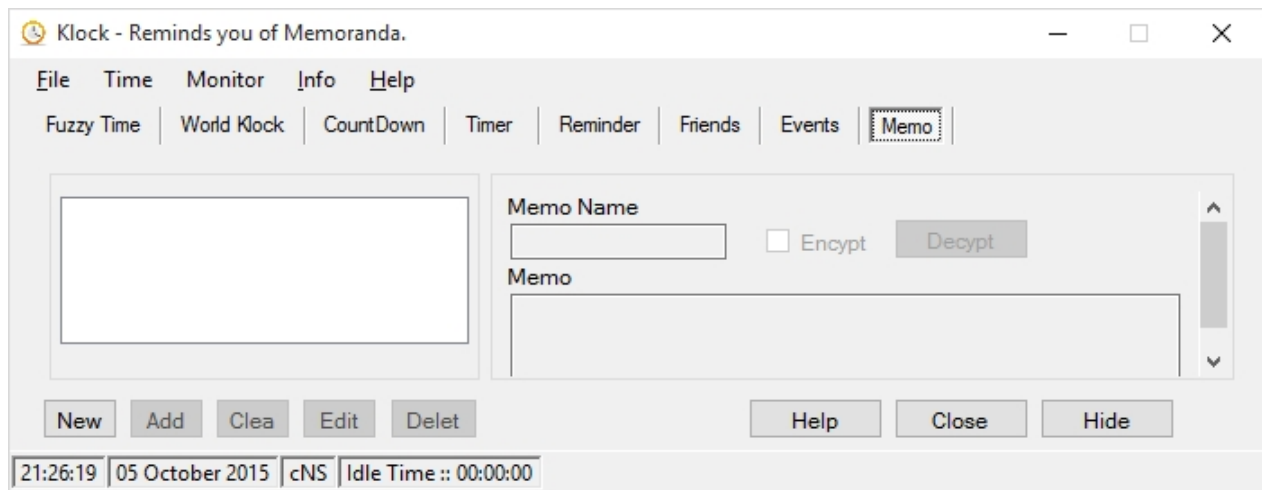 Klock - Reminds you of Memoranda.
File Time Monitor Info Help
Fuzzy Time World Klock CountDown Timer Reminder Friends Events Memo
Memo Name
Encypt Decypt
Memo
New Add Clea Edit Delet Help Close Hide
21:26:19 05 October 2015 cNS Idle Time :: 00:00:00